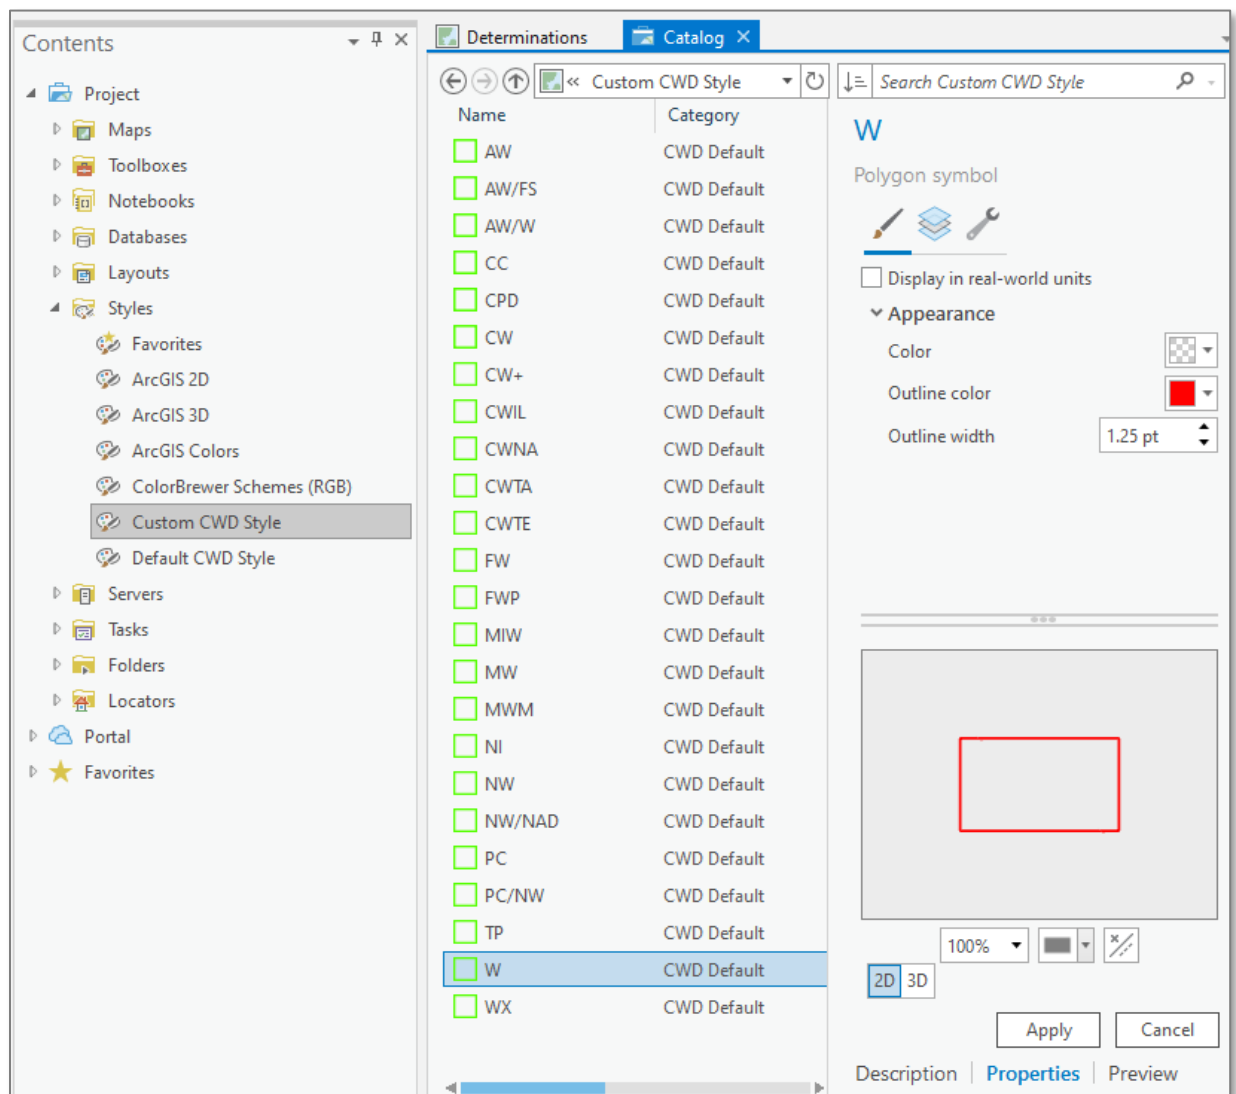 Contents
Project
Maps
Toolboxes
Notebooks
Databases
Layouts
Styles
Favorites
ArcGIS 2D
ArcGIS 3D
ArcGIS Colors
ColorBrewer Schemes (RGB)
Custom CWD Style
Default CWD Style
Servers
Tasks
Folders
Locators
Portal
Favorites
Determinations Catalog
Custom CWD Style
Search Custom CWD Style
Name Category
AW CWD Default
AW/FS CWD Default
AW/W CWD Default
CC CWD Default
CPD CWD Default
CW CWD Default
CW+ CWD Default
CWIL CWD Default
CWNA CWD Default
CWTA CWD Default
CWTE CWD Default
FW CWD Default
FWP CWD Default
MIW CWD Default
MW CWD Default
MWM CWD Default
NI CWD Default
NW CWD Default
NW/NAD CWD Default
PC CWD Default
PC/NW CWD Default
TP CWD Default
W CWD Default
WX CWD Default
W
Polygon symbol
Display in real-world units
Appearance
Color
Outline color
Outline width 1.25 pt
100%
2D 3D
Apply Cancel
Description Properties Preview